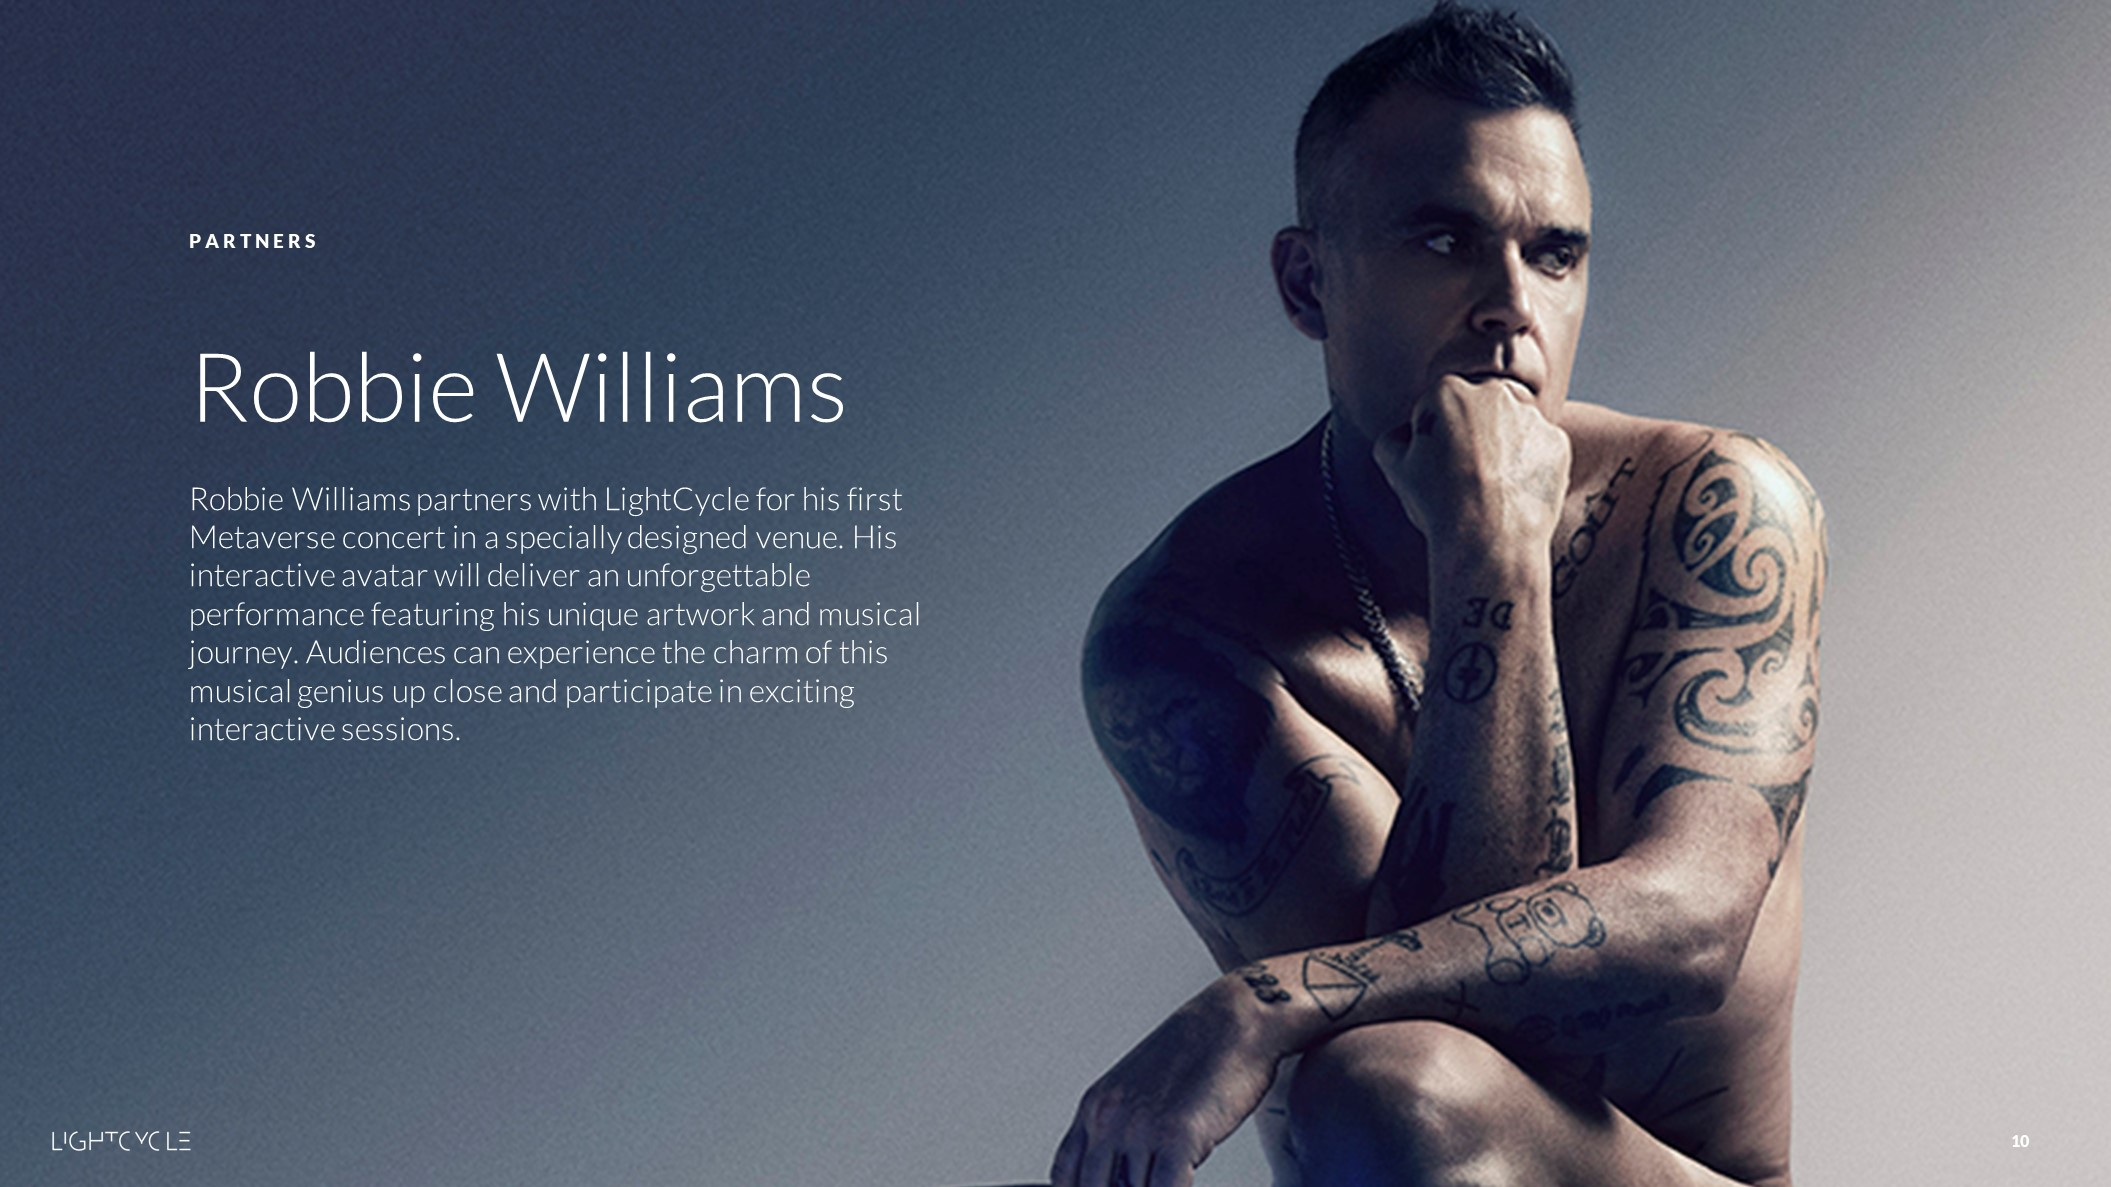 PARTNERS
Robbie Williams
Robbie Williams partners with LightCycle for his first
Metaverse concert in a specially designed venue. His
interactive avatar will deliver an unforgettable
performance featuring his unique artwork and musical
journey. Audiences can experience the charm of this
musical genius up close and participate in exciting
interactive sessions.
LIGHTCYCLE
10